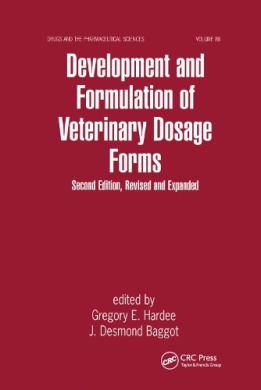 DRUGS AND THE PHARMACEUTICAL SCIENCES VOLUME 88
Development and
Formulation of
Veterinary Dosage
Forms
Second Edition, Revised and Expanded
edited by
Gregory E. Hardee
J. Desmond Baggot
CRC Press
Taylor & Francis Group